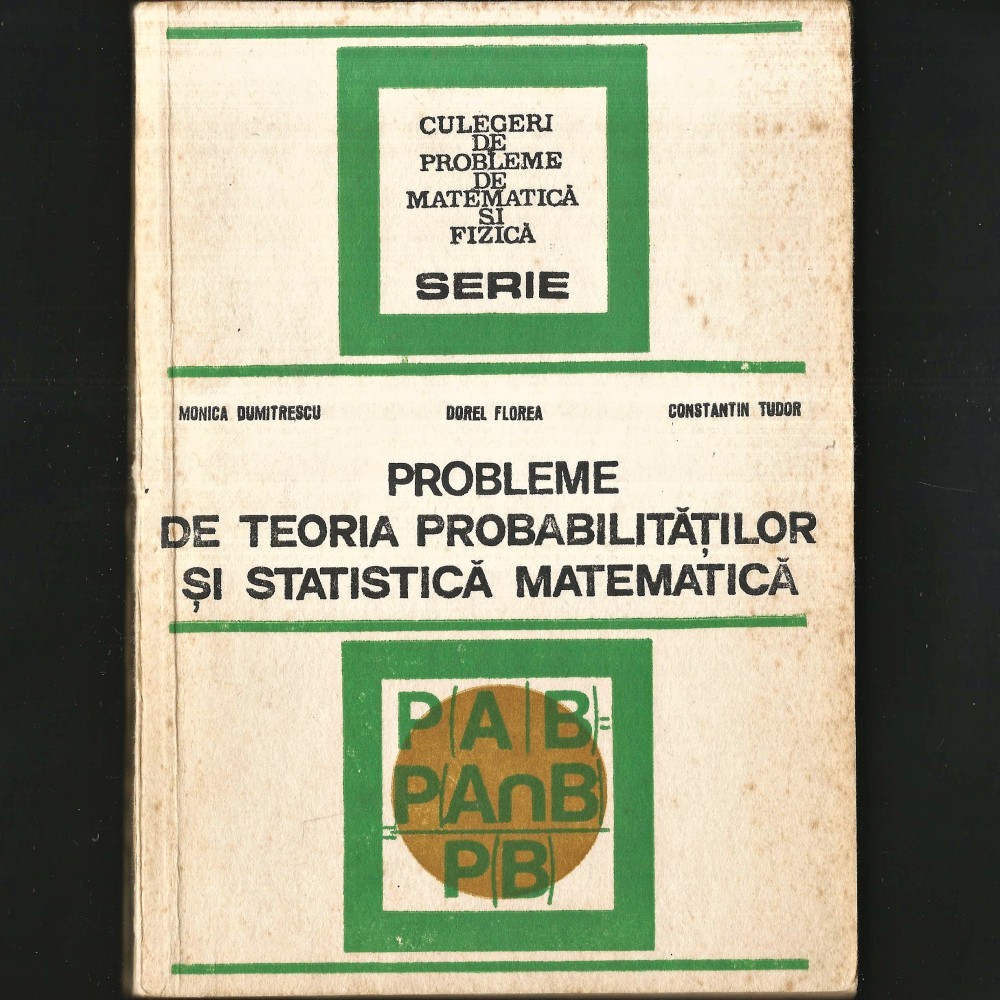 CULEGERI
DE
PROBLEME
DE
MATEMATICĂ
SI
FIZICĂ
SERIE
MONICA DUMITRESCU DOREL FLOREA CONSTANTIN TUDOR
PROBLEME
DE TEORIA PROBABILITĂȚILOR
ȘI STATISTICĂ MATEMATICĂ
P(A|B)=
=P(A∩B)
P(B)